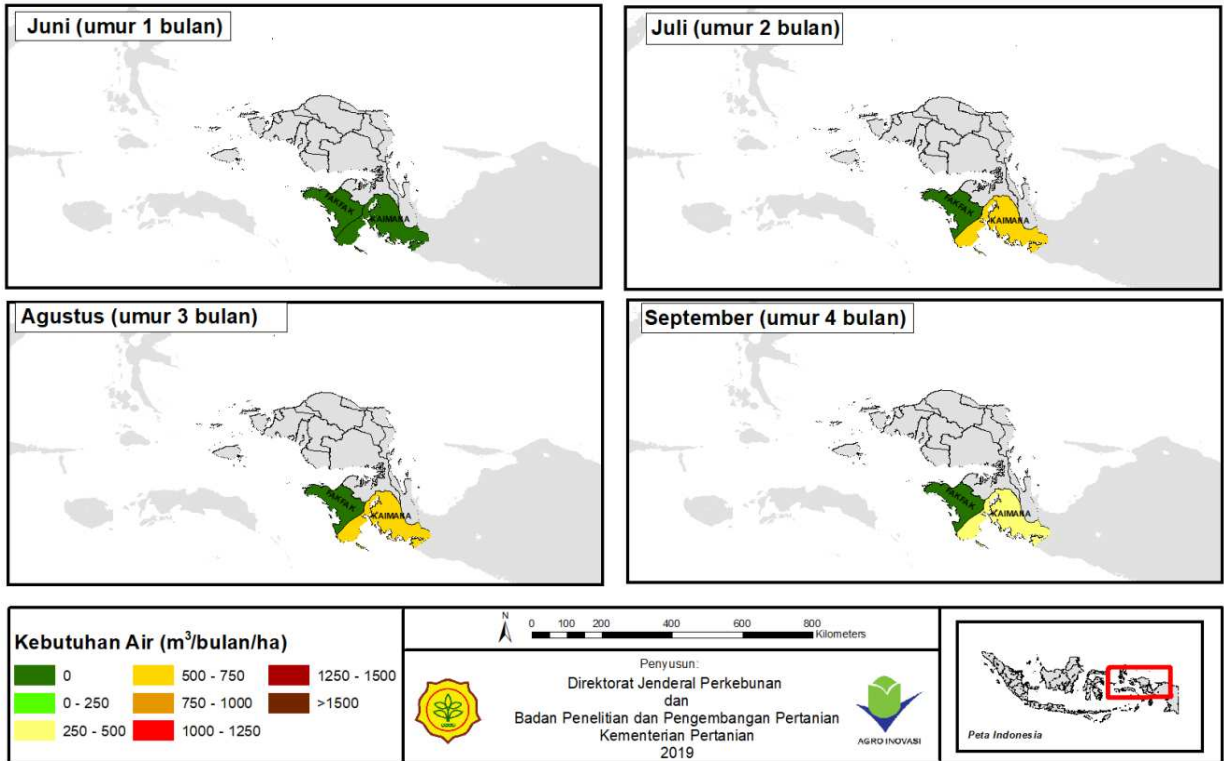 Juni (umur 1 bulan)
Juli (umur 2 bulan)
FAKFAK
KAIMANA
FAKFAK
KAIMANA
Agustus (umur 3 bulan)
September (umur 4 bulan)
FAKFAK
KAIMANA
FAKFAK
KAIMANA
Kebutuhan Air (m³/bulan/ha)
0
0 - 250
250 - 500
500 - 750
750 - 1000
1000 - 1250
1250 - 1500
>1500
N
0 100 200 400 600 800
Kilometers
Penyusun:
Direktorat Jenderal Perkebunan
dan
Badan Penelitian dan Pengembangan Pertanian
Kementerian Pertanian
2019
AGRO INOVASI
Peta Indonesia